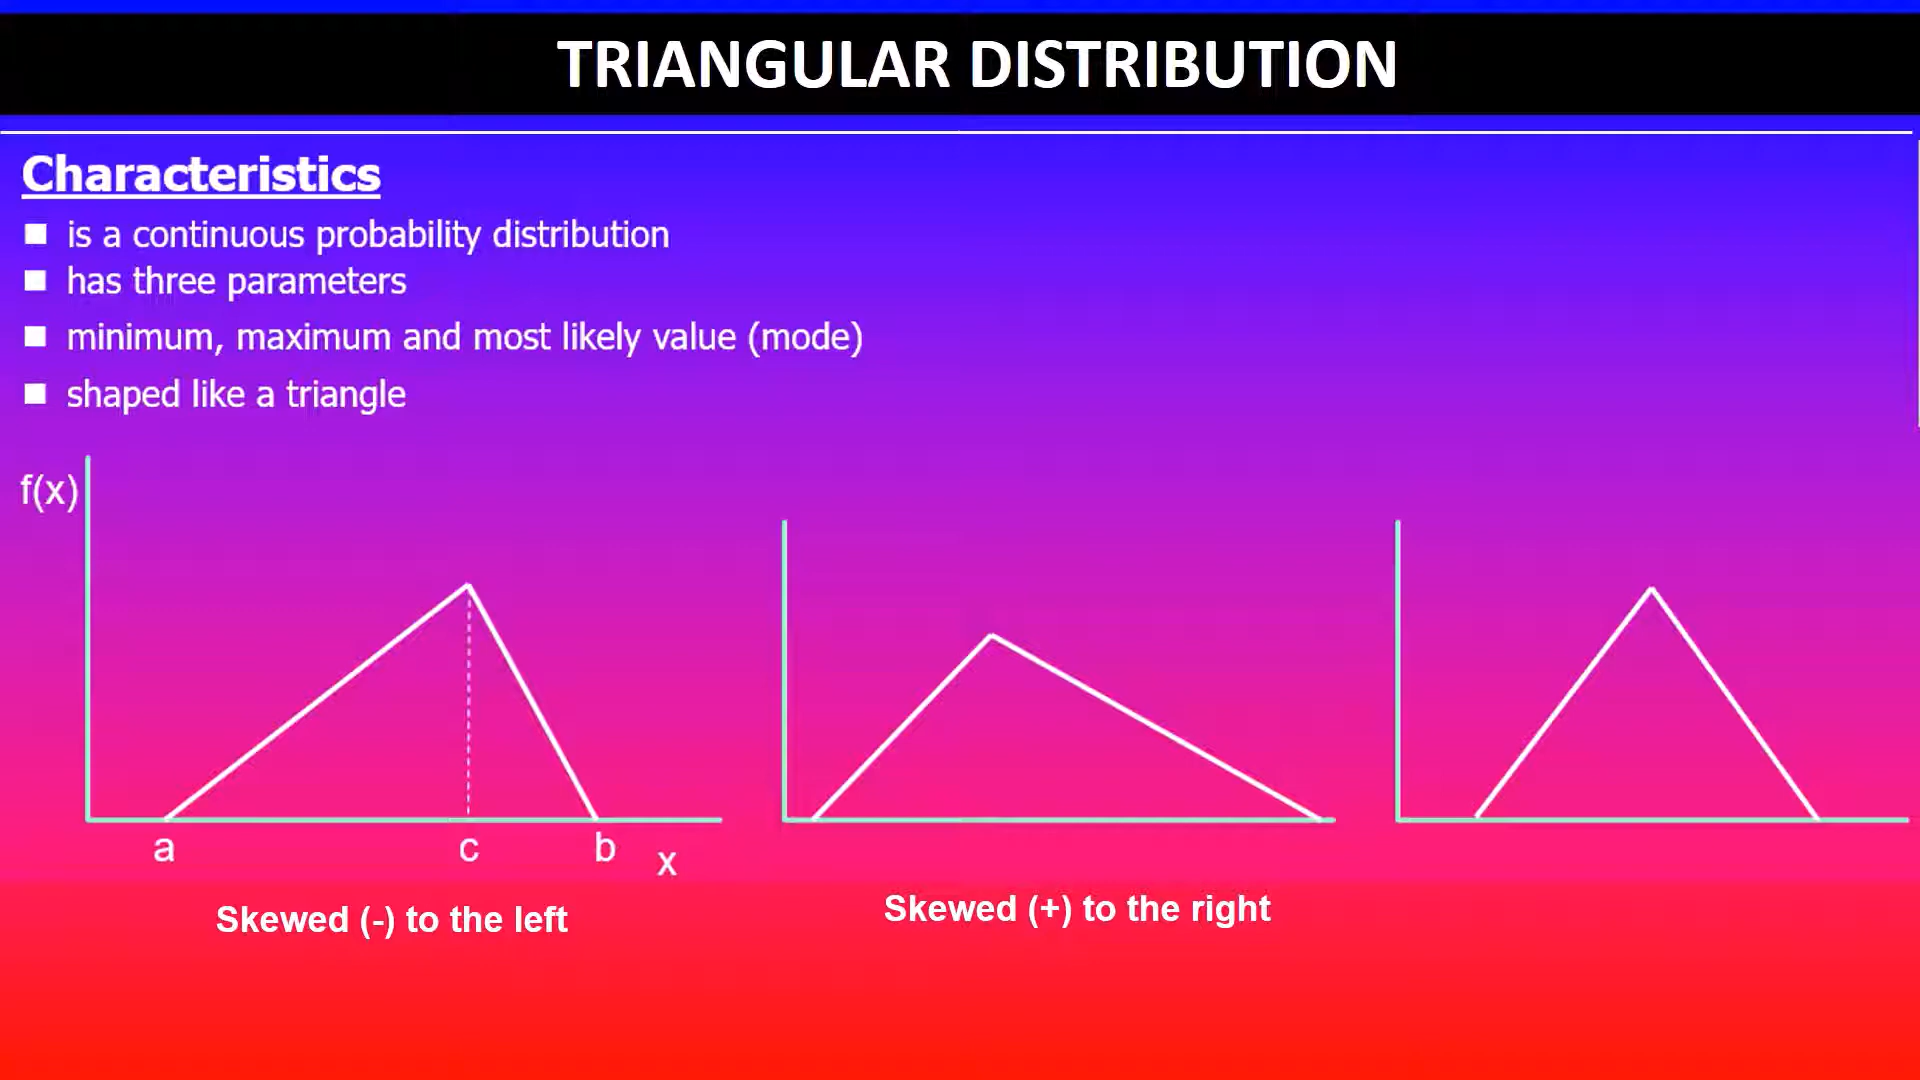 TRIANGULAR DISTRIBUTION
Characteristics
is a continuous probability distribution
has three parameters
minimum, maximum and most likely value (mode)
shaped like a triangle
f(x)
a
c
b
x
Skewed (-) to the left
Skewed (+) to the right